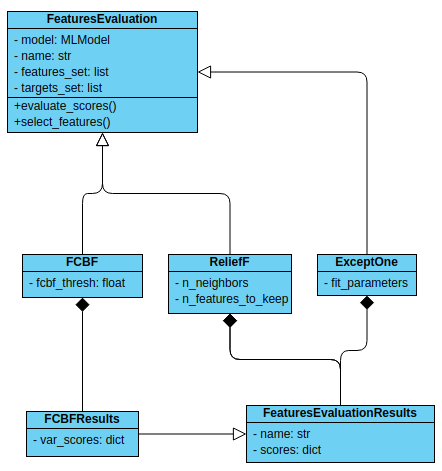 FeaturesEvaluation
- model: MLModel
- name: str
- features_set: list
- targets_set: list
+evaluate_scores()
+select_features()
FCBF
- fcbf_thresh: float
ReliefF
- n_neighbors
- n_features_to_keep
ExceptOne
- fit_parameters
FCBFResults
- var_scores: dict
FeaturesEvaluationResults
- name: str
- scores: dict